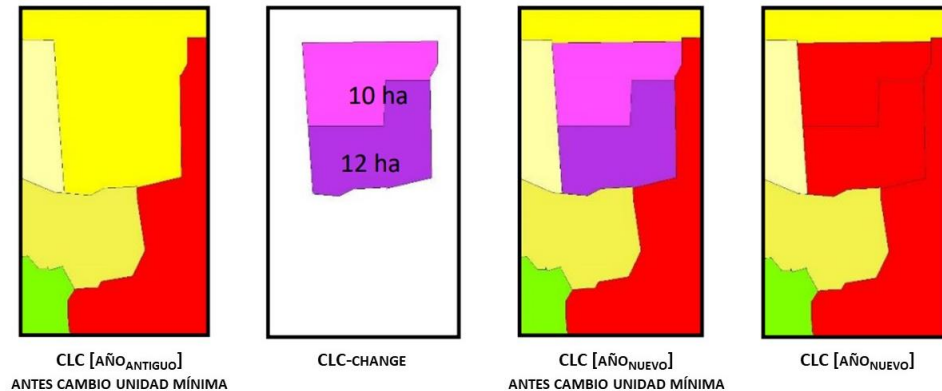 10 ha
12 ha
CLC [AÑOANTIGUO]
ANTES CAMBIO UNIDAD MÍNIMA
CLC-CHANGE
CLC [AÑONUEVO]
ANTES CAMBIO UNIDAD MÍNIMA
CLC [AÑONUEVO]